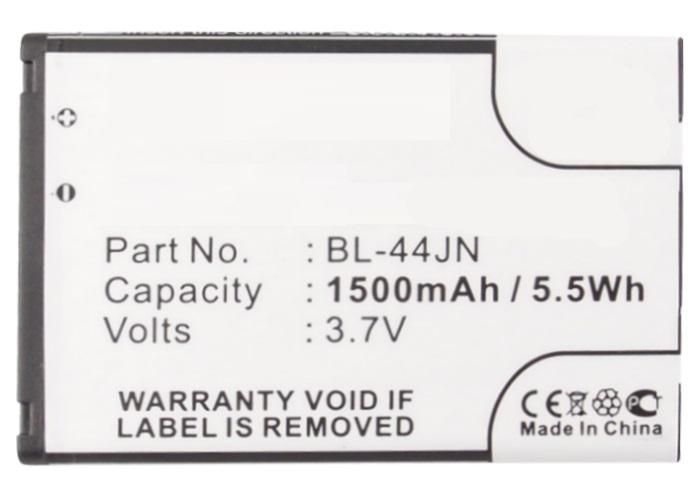 Part No. : BL-44JN
Capacity : 1500mAh / 5.5Wh
Volts : 3.7V
WARRANTY VOID IF
LABEL IS REMOVED
CE
Made In China